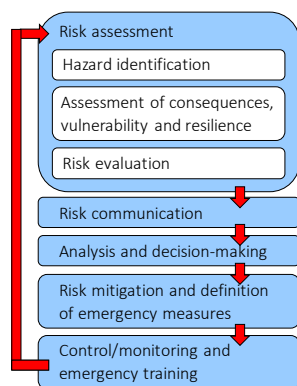 Risk assessment
Hazard identification
Assessment of consequences,
vulnerability and resilience
Risk evaluation
Risk communication
Analysis and decision-making
Risk mitigation and definition
of emergency measures
Control/monitoring and
emergency training